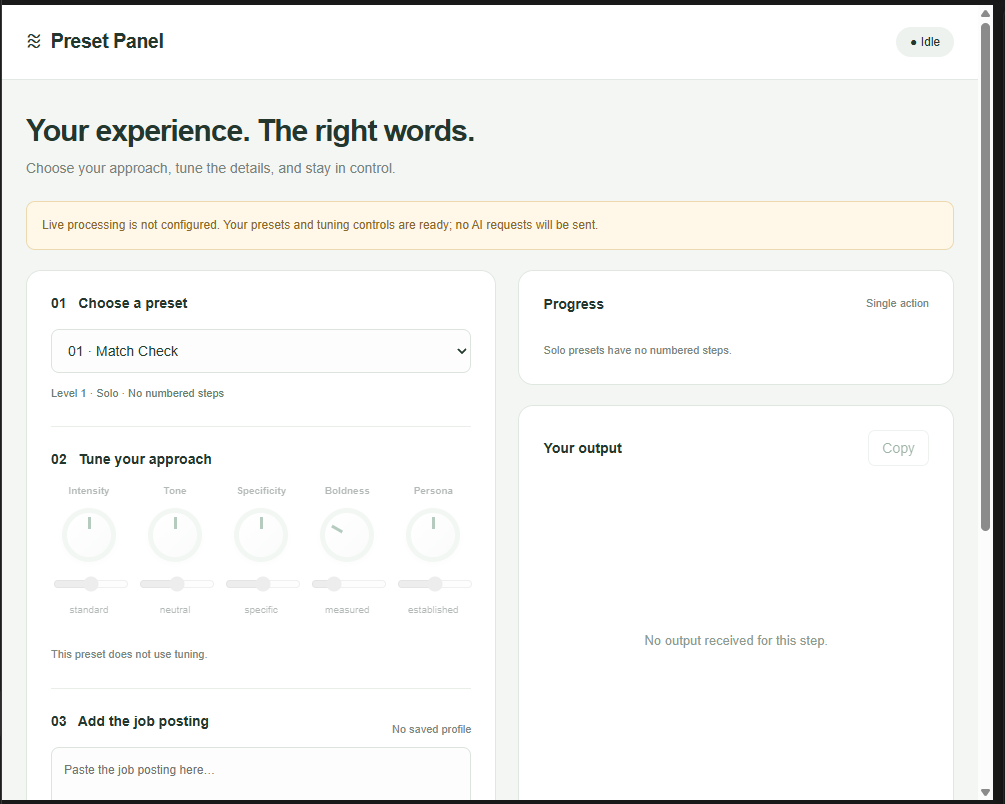 Preset Panel
● Idle
Your experience. The right words.
Choose your approach, tune the details, and stay in control.
Live processing is not configured. Your presets and tuning controls are ready; no AI requests will be sent.
01 Choose a preset
01 · Match Check
Level 1 · Solo · No numbered steps
02 Tune your approach
Intensity Tone Specificity Boldness Persona
standard neutral specific measured established
This preset does not use tuning.
03 Add the job posting
No saved profile
Paste the job posting here…
Progress
Single action
Solo presets have no numbered steps.
Your output
Copy
No output received for this step.